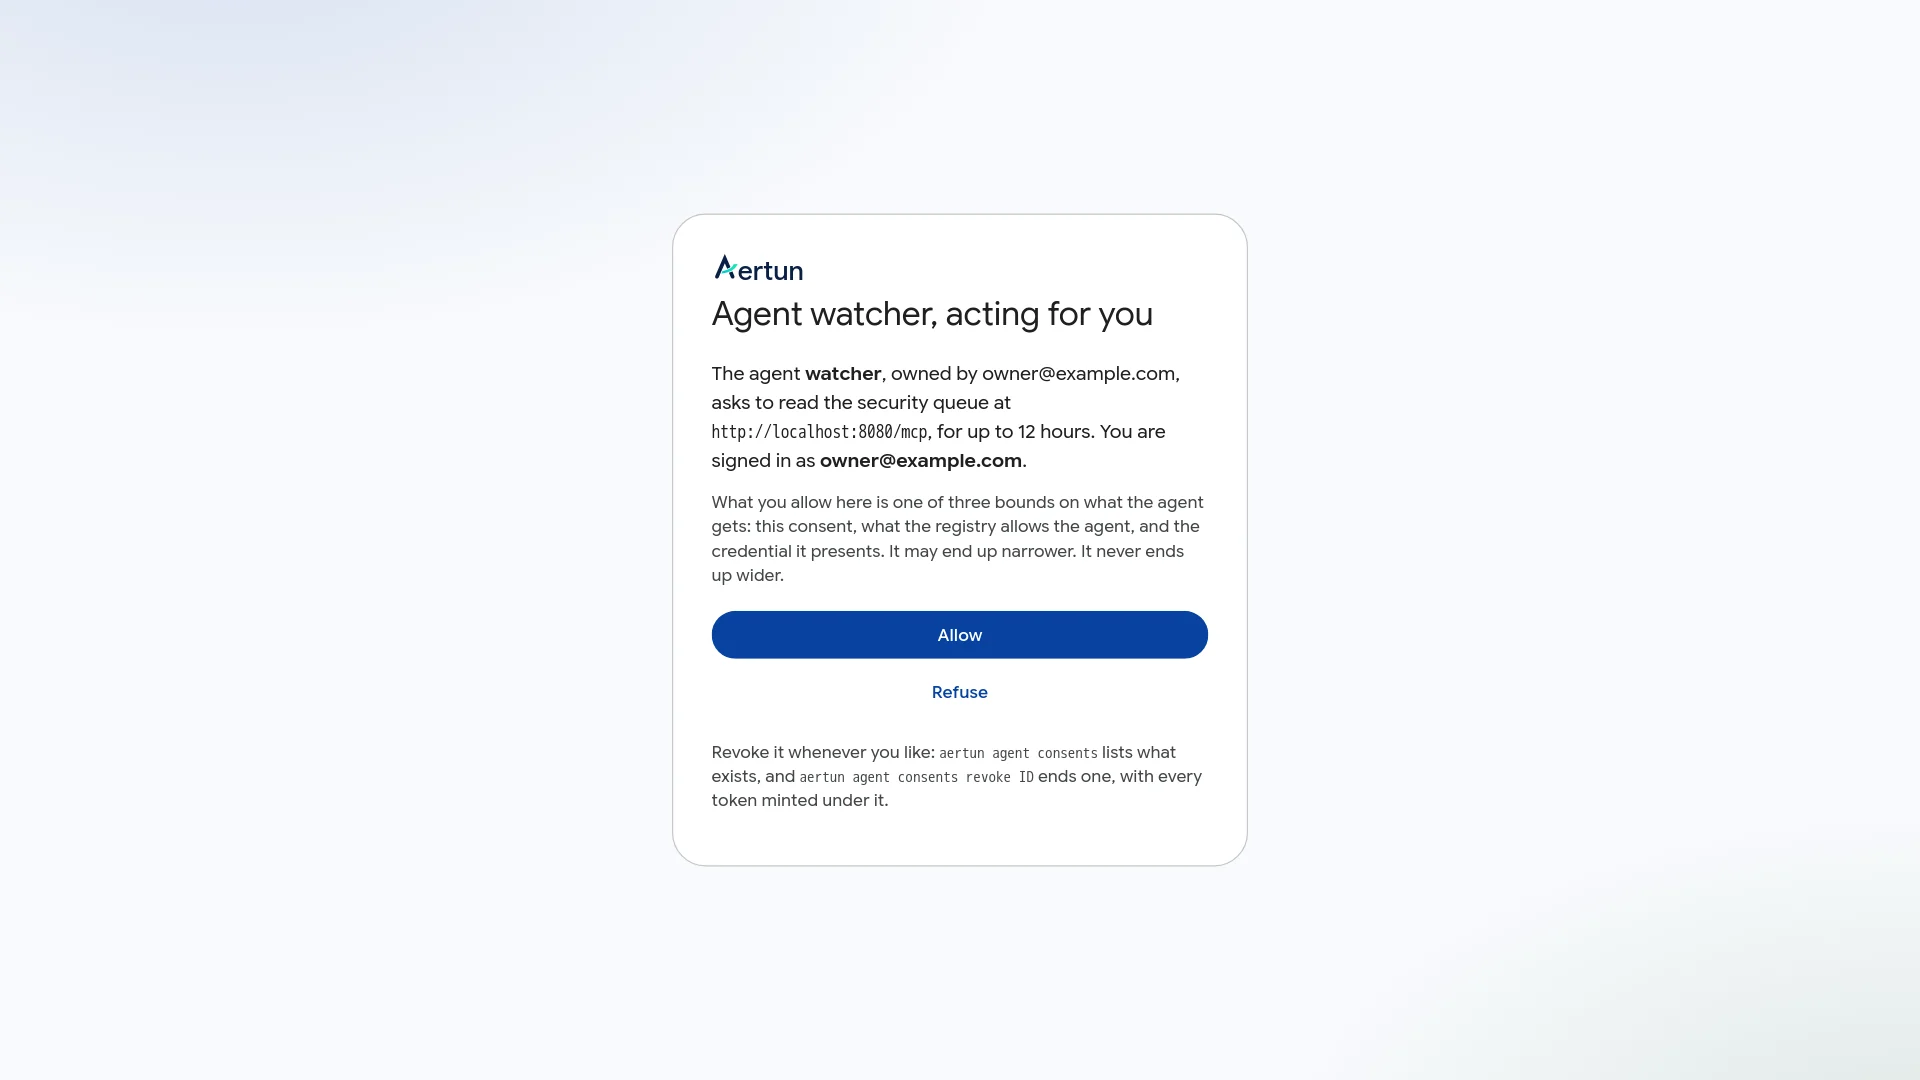 Aertun
Agent watcher, acting for you
The agent watcher, owned by owner@example.com,
asks to read the security queue at
http://localhost:8080/mcp, for up to 12 hours. You are
signed in as owner@example.com.
What you allow here is one of three bounds on what the agent
gets: this consent, what the registry allows the agent, and the
credential it presents. It may end up narrower. It never ends
up wider.
Allow
Refuse
Revoke it whenever you like: aertun agent consents lists what
exists, and aertun agent consents revoke ID ends one, with every
token minted under it.